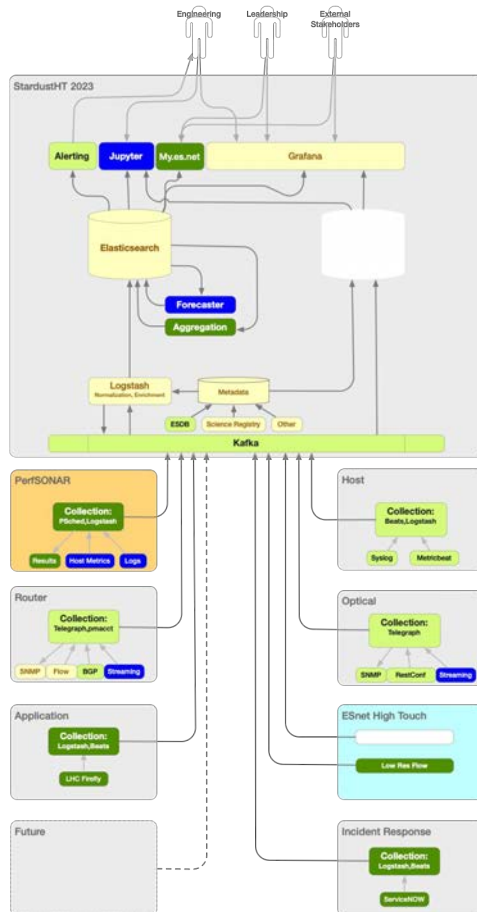 Engineering
Leadership
External
Stakeholders
StardustHT 2023
Alerting
Jupyter
My.es.net
Grafana
Elasticsearch
Forecaster
Aggregation
Logstash
Normalization, Enrichment
Metadata
ESDB
Science Registry
Other
Kafka
PerfSONAR
Collection:
PSched,Logstash
Results
Host Metrics
Logs
Host
Collection:
Beats,Logstash
Syslog
Metricbeat
Router
Collection:
Telegraph,pmacct
SNMP
Flow
BGP
Streaming
Optical
Collection:
Telegraph
SNMP
RestConf
Streaming
Application
Collection:
Logstash,Beats
LHC Firefly
ESnet High Touch
Low Res Flow
Future
Incident Response
Collection:
Logstash,Beats
ServiceNOW